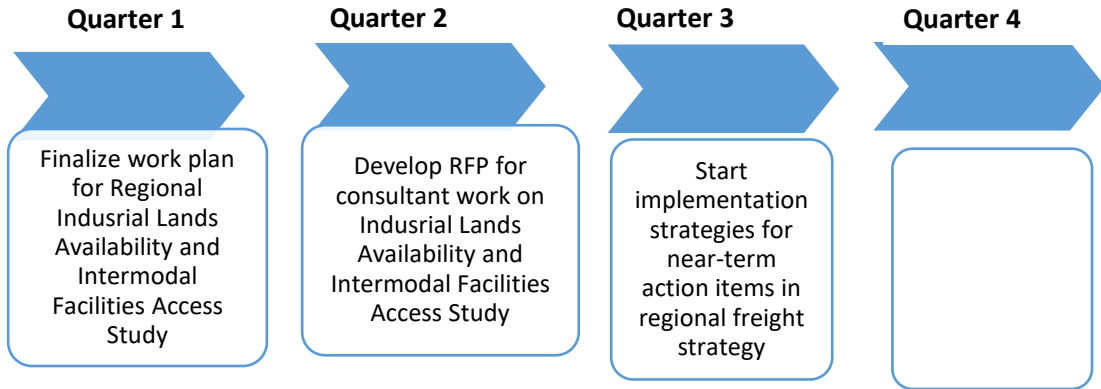 Quarter 1
Quarter 2
Quarter 3
Quarter 4
Finalize work plan
for Regional
Indusrial Lands
Availability and
Intermodal
Facilities Access
Study
Develop RFP for
consultant work on
Indusrial Lands
Availability and
Intermodal Facilities
Access Study
Start
implementation
strategies for
near-term
action items in
regional freight
strategy